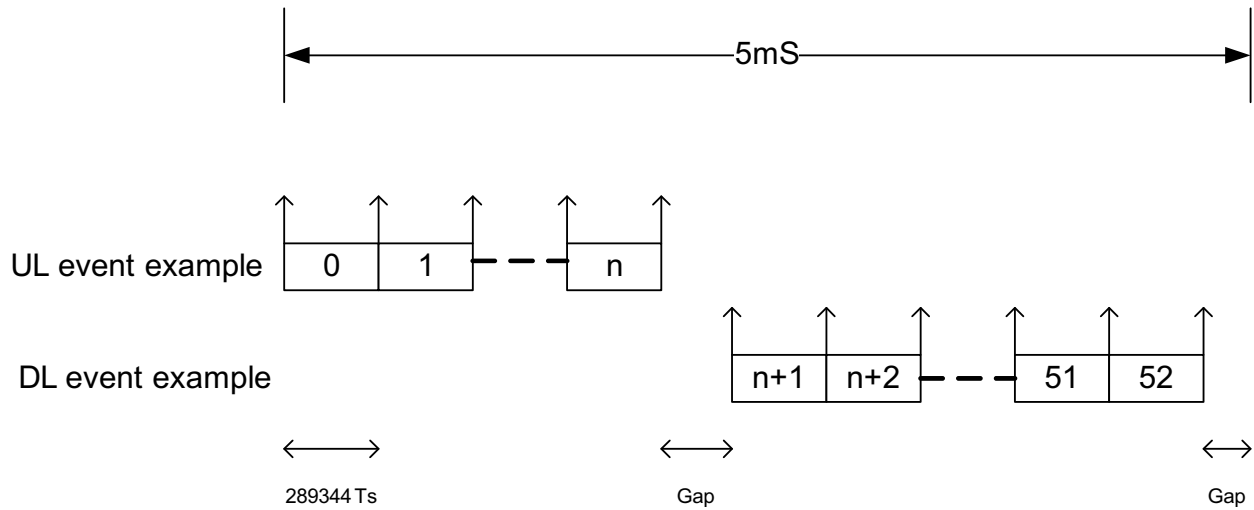 5mS
UL event example
0 1 n
DL event example
n+1 n+2 51 52
289344 Ts Gap Gap